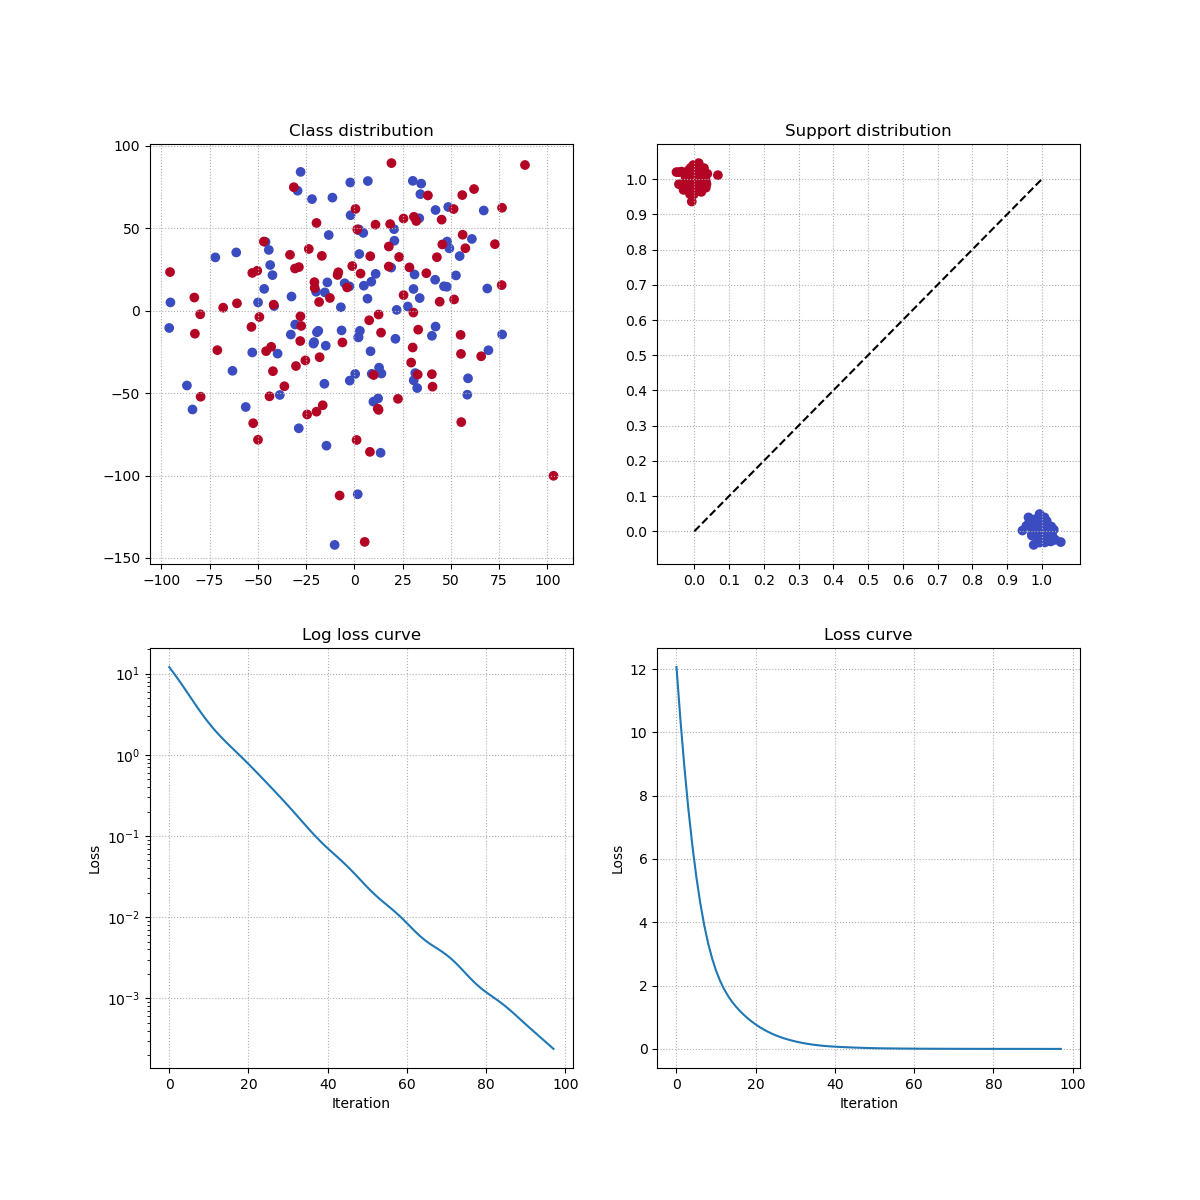 Class distribution
100
50
0
−50
−100
−150
−100 −75 −50 −25 0 25 50 75 100
Support distribution
1.0
0.9
0.8
0.7
0.6
0.5
0.4
0.3
0.2
0.1
0.0
0.0 0.1 0.2 0.3 0.4 0.5 0.6 0.7 0.8 0.9 1.0
Log loss curve
Loss
10¹
10⁰
10⁻¹
10⁻²
10⁻³
0 20 40 60 80 100
Iteration
Loss curve
Loss
12
10
8
6
4
2
0
0 20 40 60 80 100
Iteration